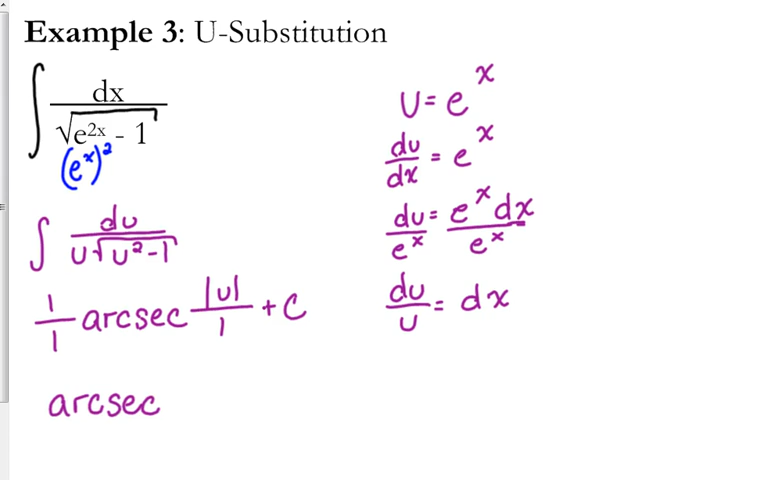 Example 3: U-Substitution
∫ dx / √(e^{2x} - 1)
(e^x)^2
∫ du / (u√(u^2 - 1))
1/1 arcsec |u|/1 + C
arcsec
U = e^x
du/dx = e^x
du/e^x = e^x dx/e^x
du/u = dx